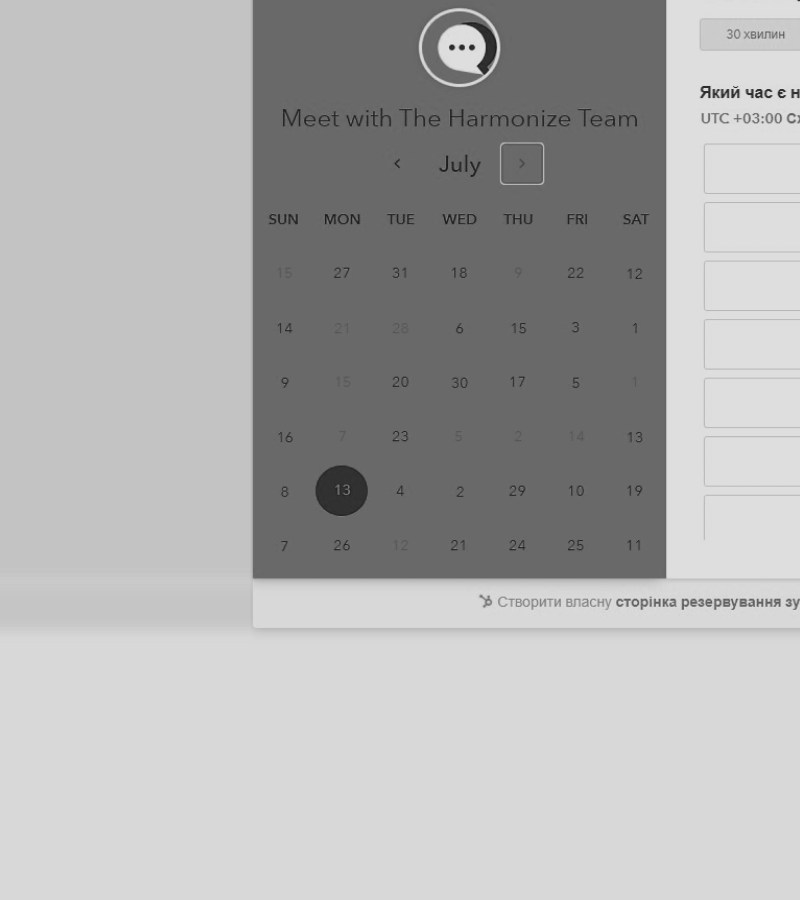 30 хвилин
Meet with The Harmonize Team
July
SUN MON TUE WED THU FRI SAT
15 27 31 18 9 22 12
14 21 28 6 15 3 1
9 15 20 30 17 5 1
16 7 23 5 2 14 13
8 13 4 2 29 10 19
7 26 12 21 24 25 11
Який час є н
UTC +03:00
Створити власну сторінка резервування зу